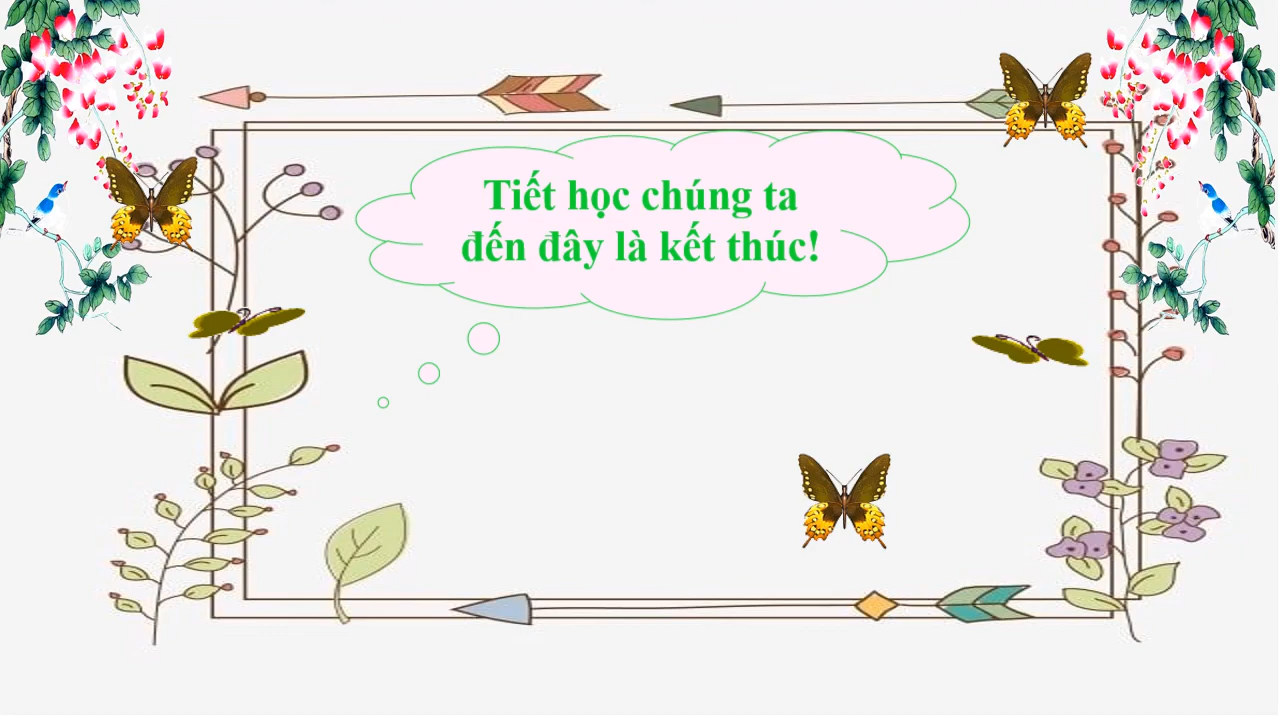 Tiết học chúng ta
đến đây là kết thúc!